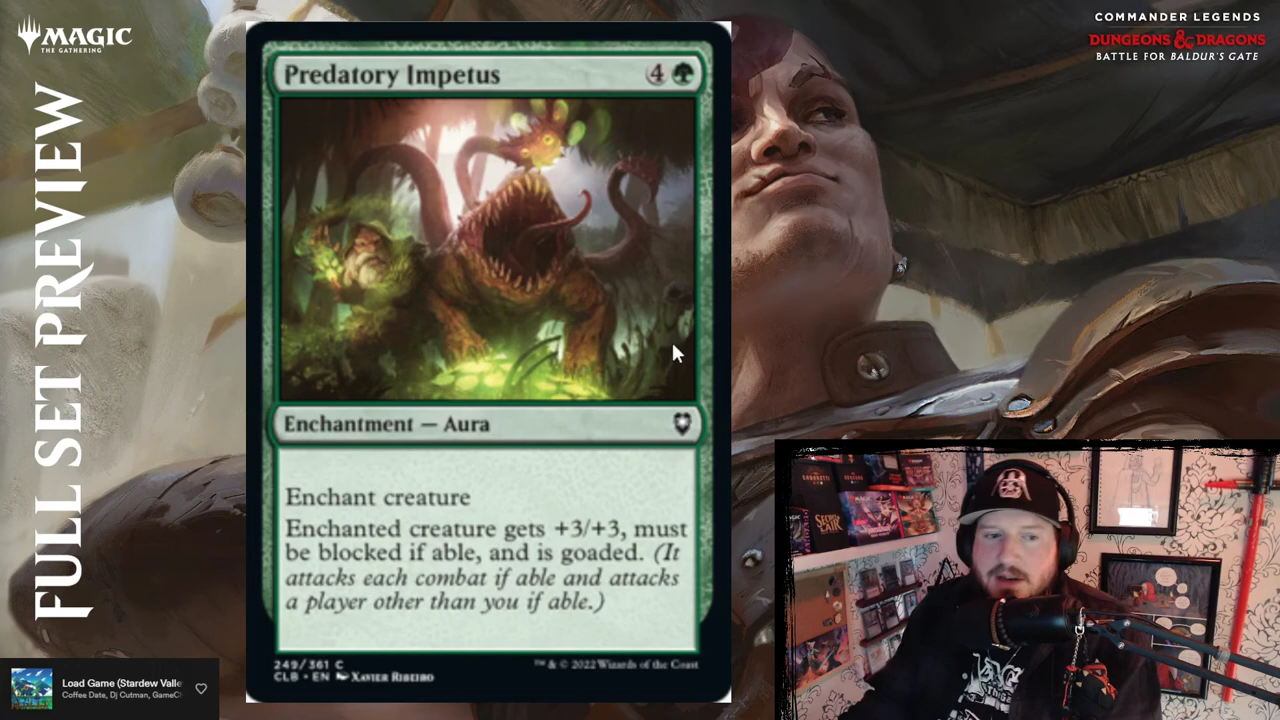 MAGIC
THE GATHERING
FULL SET PREVIEW
COMMANDER LEGENDS
DUNGEONS & DRAGONS
BATTLE FOR BALDUR'S GATE
Predatory Impetus 4
Enchantment — Aura
Enchant creature
Enchanted creature gets +3/+3, must
be blocked if able, and is goaded. (It
attacks each combat if able and attacks
a player other than you if able.)
249/361 C
CLB • EN XAVIER RIBEIRO
™ & © 2022 Wizards of the Coast
Load Game (Stardew Valle
Coffee Date, Dj Cutman, GameC
SECRET
LAIR